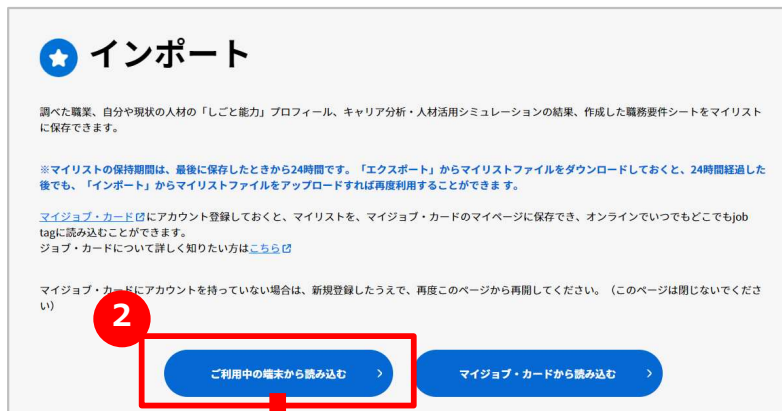 インポート
調べた職業、自分や現状の人材の「しごと能力」プロフィール、キャリア分析・人材活用シミュレーションの結果、作成した職務要件シートをマイリスト
に保存できます。
※マイリストの保持期間は、最後に保存したときから24時間です。「エクスポート」からマイリストファイルをダウンロードしておくと、24時間経過した
後でも、「インポート」からマイリストファイルをアップロードすれば再度利用することができます。
マイジョブ・カードにアカウント登録しておくと、マイリストを、マイジョブ・カードのマイページに保存でき、オンラインでいつでもどこでもjob
tagに読み込むことができます。
ジョブ・カードについて詳しく知りたい方はこちら
マイジョブ・カードにアカウントを持っていない場合は、新規登録したうえで、再度このページから再開してください。（このページは閉じないでくださ
い）
2
ご利用中の端末から読み込む
マイジョブ・カードから読み込む